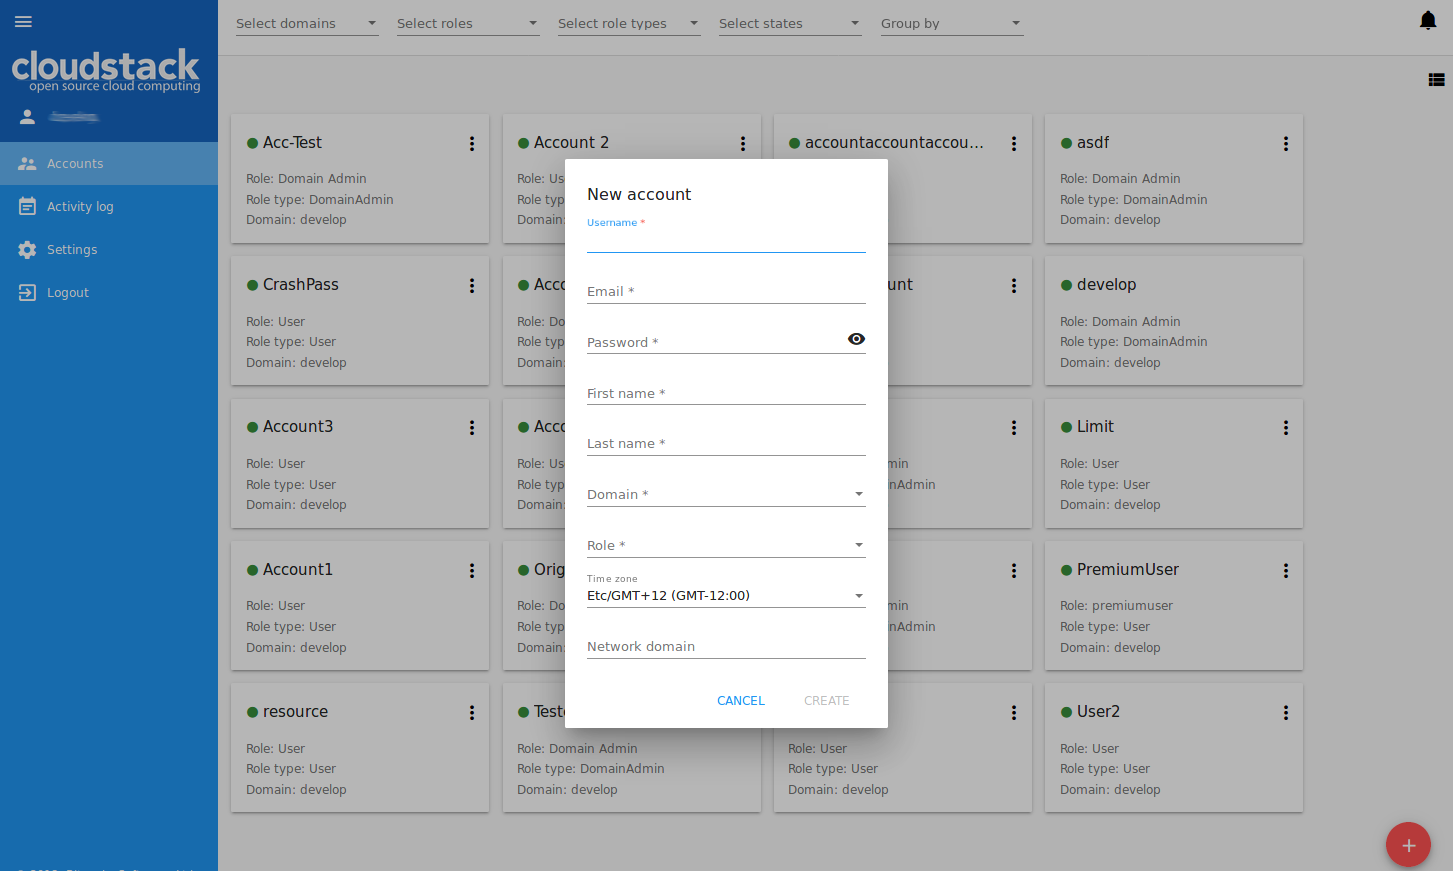 Select domains
Select roles
Select role types
Select states
Group by
cloudstack
open source cloud computing
Accounts
Activity log
Settings
Logout
Acc-Test
Role: Domain Admin
Role type: DomainAdmin
Domain: develop
Account 2
Role: Us
Role typ
Domain:
accountaccountaccou...
asdf
Role: Domain Admin
Role type: DomainAdmin
Domain: develop
CrashPass
Role: User
Role type: User
Domain: develop
Acc
Role: Do
Role typ
Domain:
unt
develop
Role: Domain Admin
Role type: DomainAdmin
Domain: develop
Account3
Role: User
Role type: User
Domain: develop
Acc
Role: Us
Role typ
Domain:
min
nAdmin
Limit
Role: User
Role type: User
Domain: develop
Account1
Role: User
Role type: User
Domain: develop
Orig
Role: Do
Role typ
Domain:
min
nAdmin
PremiumUser
Role: premiumuser
Role type: User
Domain: develop
resource
Role: User
Role type: User
Domain: develop
Test
Role: Domain Admin
Role type: DomainAdmin
Domain: develop
Role: User
Role type: User
Domain: develop
User2
Role: User
Role type: User
Domain: develop
New account
Username *
Email *
Password *
First name *
Last name *
Domain *
Role *
Time zone
Etc/GMT+12 (GMT-12:00)
Network domain
CANCEL
CREATE